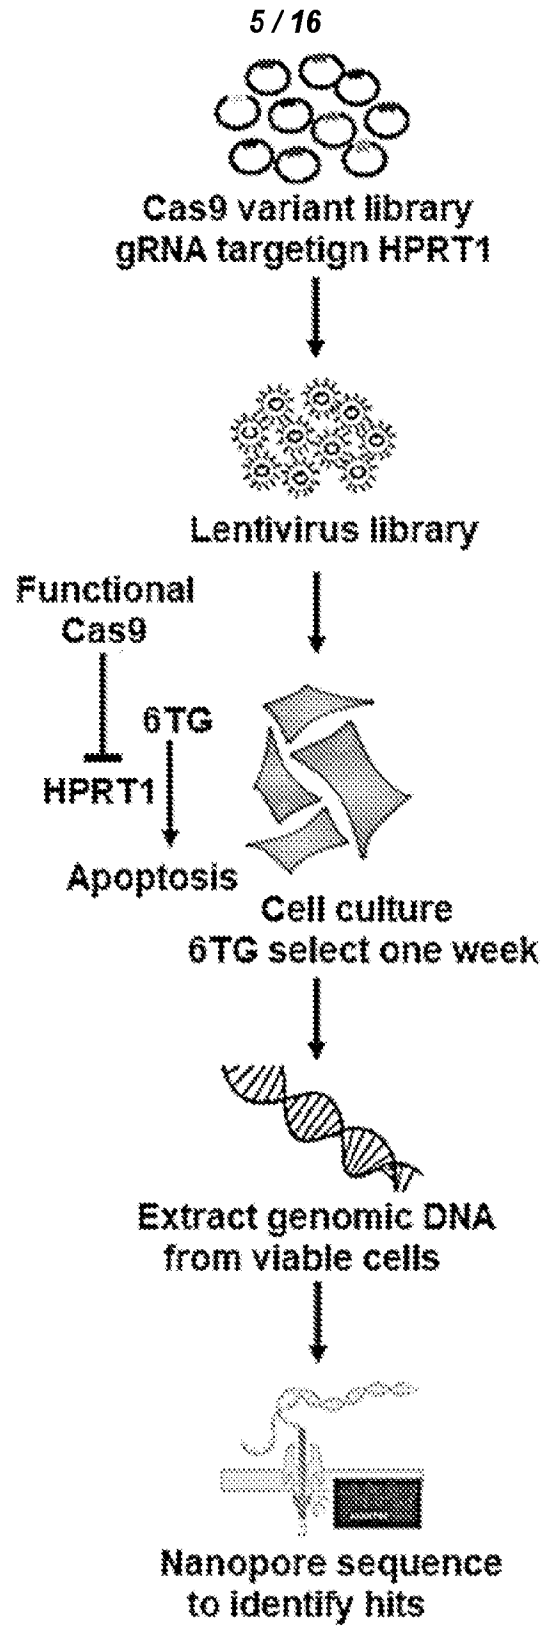 5 / 16
Cas9 variant library
gRNA targetign HPRT1
Lentivirus library
Functional
Cas9
6TG
HPRT1
Apoptosis
Cell culture
6TG select one week
Extract genomic DNA
from viable cells
Nanopore sequence
to identify hits